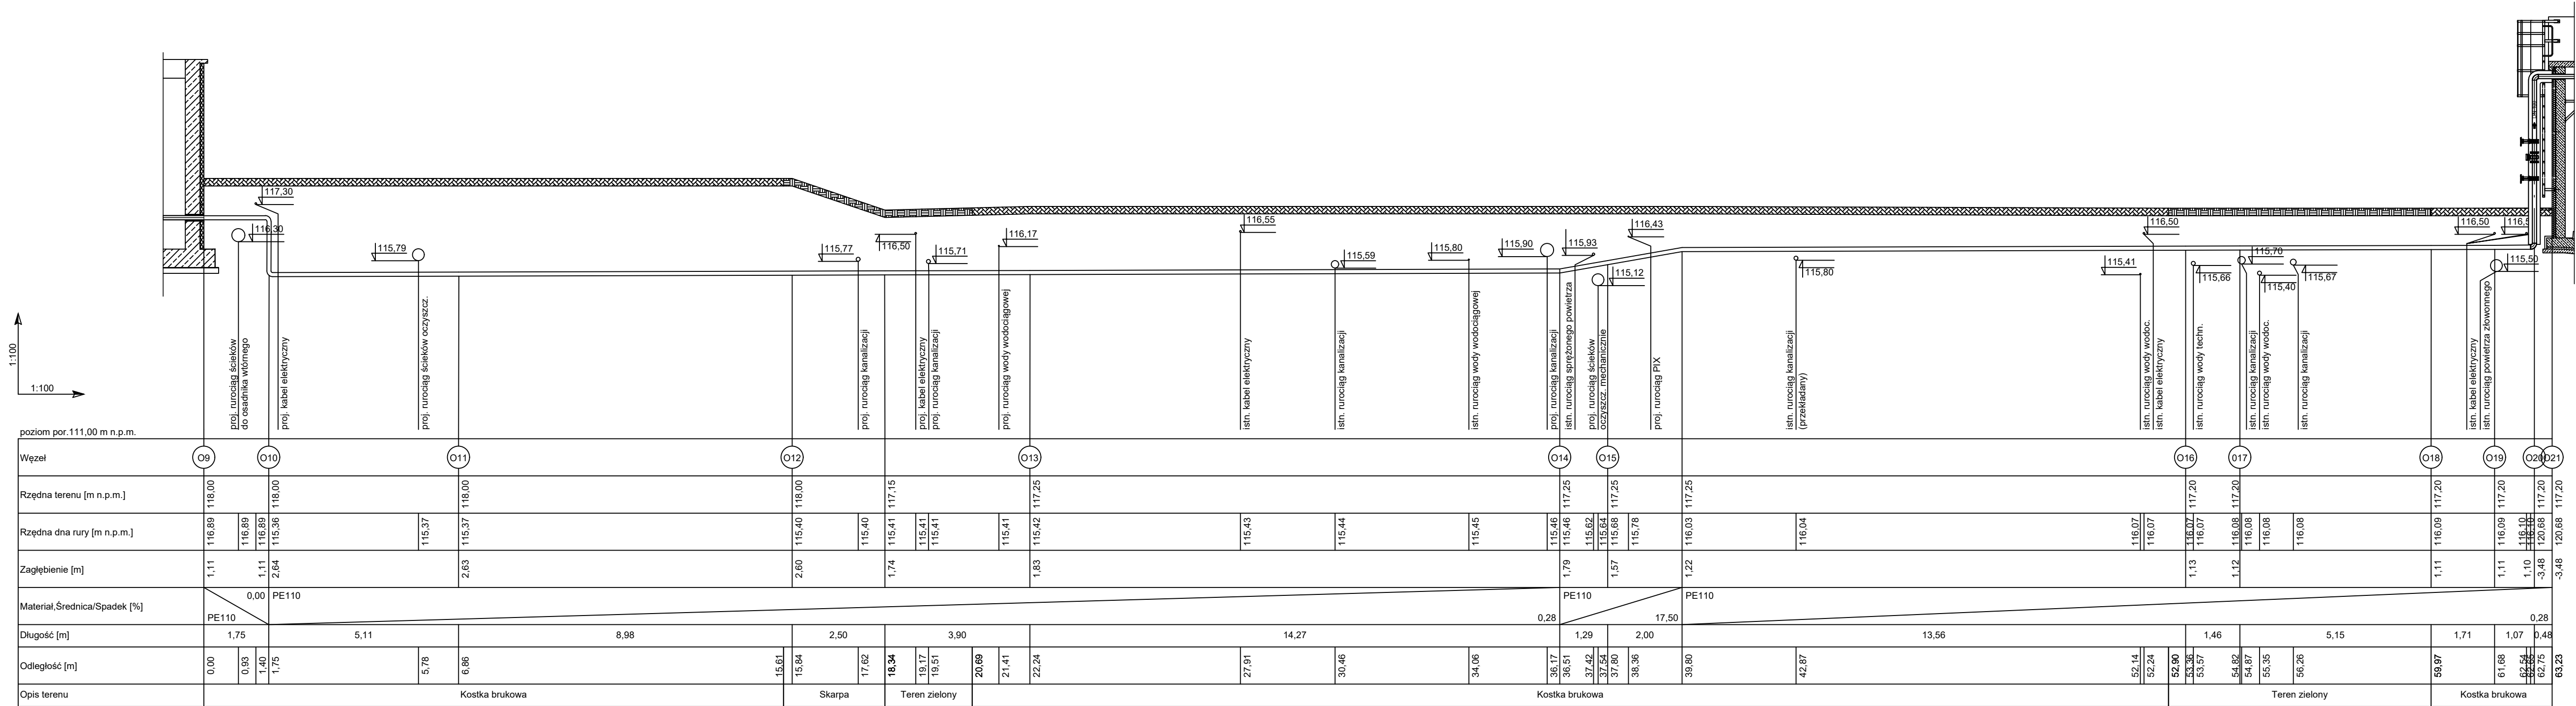 117,30
116,30
115,79
115,77
116,50
115,71
116,17
116,55
115,59
115,80
115,90
115,93
115,12
116,43
115,80
115,41
116,50
115,66
115,70
115,40
115,67
116,50
115,50
1:100
1:100
proj. rurociąg ścieków
do osadnika wtórnego
proj. kabel elektryczny
proj. rurociąg ścieków oczyszcz.
proj. rurociąg kanalizacji
proj. kabel elektryczny
proj. rurociąg kanalizacji
proj. rurociąg wody wodociągowej
istn. kabel elektryczny
istn. rurociąg kanalizacji
istn. rurociąg wody wodociągowej
proj. rurociąg kanalizacji
istn. rurociąg sprężonego powietrza
proj. rurociąg ścieków
oczyszcz. mechanicznie
proj. rurociąg PIX
istn. rurociąg kanalizacji
(przekładany)
istn. rurociąg wody wodoc.
istn. kabel elektryczny
istn. rurociąg wody techn.
istn. rurociąg kanalizacji
istn. rurociąg wody wodoc.
istn. rurociąg kanalizacji
istn. kabel elektryczny
istn. rurociąg powietrza złowonnego
poziom por.111,00 m n.p.m.
Węzeł O9 O10 O11 O12 O13 O14 O15 O16 017 O18 O19 O20 O21
Rzędna terenu [m n.p.m.] 118,00 118,00 118,00 118,00 117,15 117,25 117,25 117,25 117,25 117,20 117,20 117,20 117,20 117,20 117,20
Rzędna dna rury [m n.p.m.] 116,89 116,89 116,89 115,36 115,37 115,37 115,40 115,40 115,41 115,41 115,41 115,41 115,42 115,43 115,44 115,45 115,46 115,46 115,62 115,64 115,68 115,78 116,03 116,04 116,07 116,07 116,07 116,07 116,08 116,08 116,08 116,08 116,09 116,09 116,10 116,10 120,68 120,68
Zagłębienie [m] 1,11 1,11 2,64 2,63 2,60 1,74 1,83 1,79 1,57 1,22 1,13 1,12 1,11 1,11 1,10 -3,48 -3,48
Materiał,Średnica/Spadek [%] PE110 0,00 PE110 0,28 PE110 17,50 PE110 0,28
Długość [m] 1,75 5,11 8,98 2,50 3,90 14,27 1,29 2,00 13,56 1,46 5,15 1,71 1,07 0,48
Odległość [m] 0,00 0,93 1,40 1,75 5,78 6,86 15,61 15,84 17,62 18,34 19,17 19,51 20,69 21,41 22,24 27,91 30,46 34,06 36,17 36,51 37,42 37,54 37,80 38,36 39,80 42,87 52,14 52,24 52,90 53,36 53,57 54,82 54,87 55,35 56,26 59,97 61,68 62,54 62,75 63,23
Opis terenu Kostka brukowa Skarpa Teren zielony Kostka brukowa Teren zielony Kostka brukowa